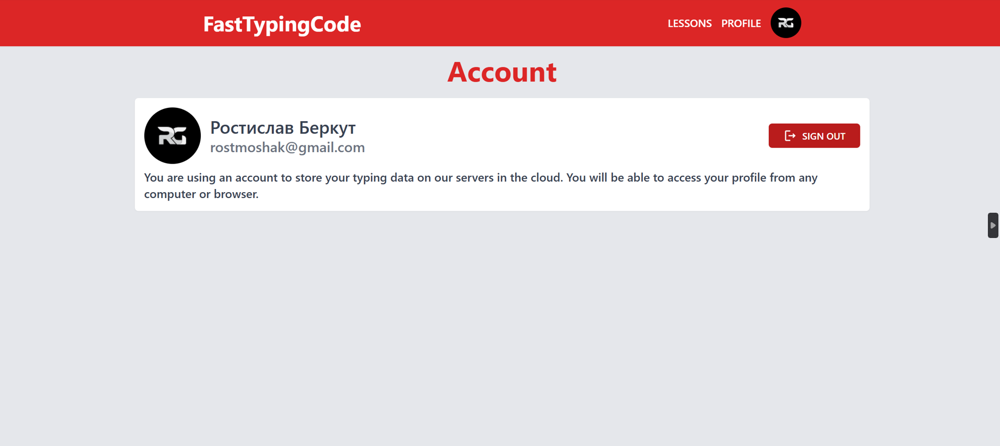 FastTypingCode
LESSONS PROFILE RG
Account
RG
Ростислав Беркут
rostmoshak@gmail.com
SIGN OUT
You are using an account to store your typing data on our servers in the cloud. You will be able to access your profile from any
computer or browser.